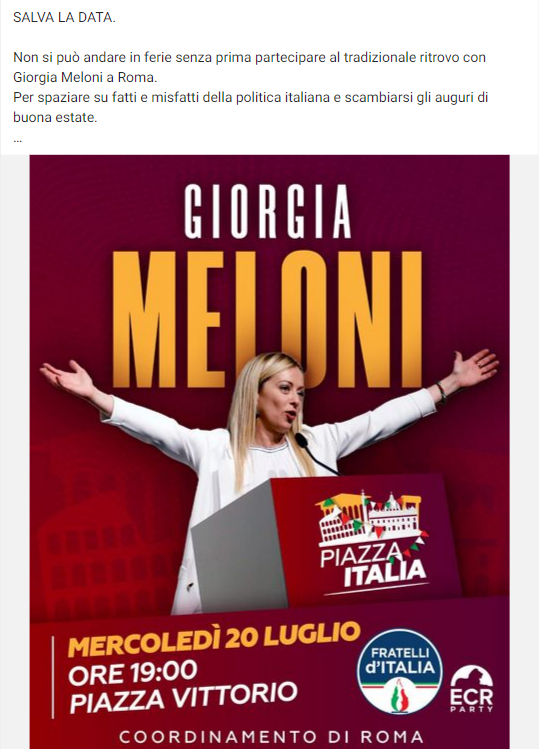 SALVA LA DATA.
Non si può andare in ferie senza prima partecipare al tradizionale ritrovo con
Giorgia Meloni a Roma.
Per spaziare su fatti e misfatti della politica italiana e scambiarsi gli auguri di
buona estate.
...
GIORGIA
MELONI
PIAZZA
ITALIA
MERCOLEDÌ 20 LUGLIO
ORE 19:00
PIAZZA VITTORIO
FRATELLI
d'ITALIA
ECR
PARTY
COORDINAMENTO DI ROMA